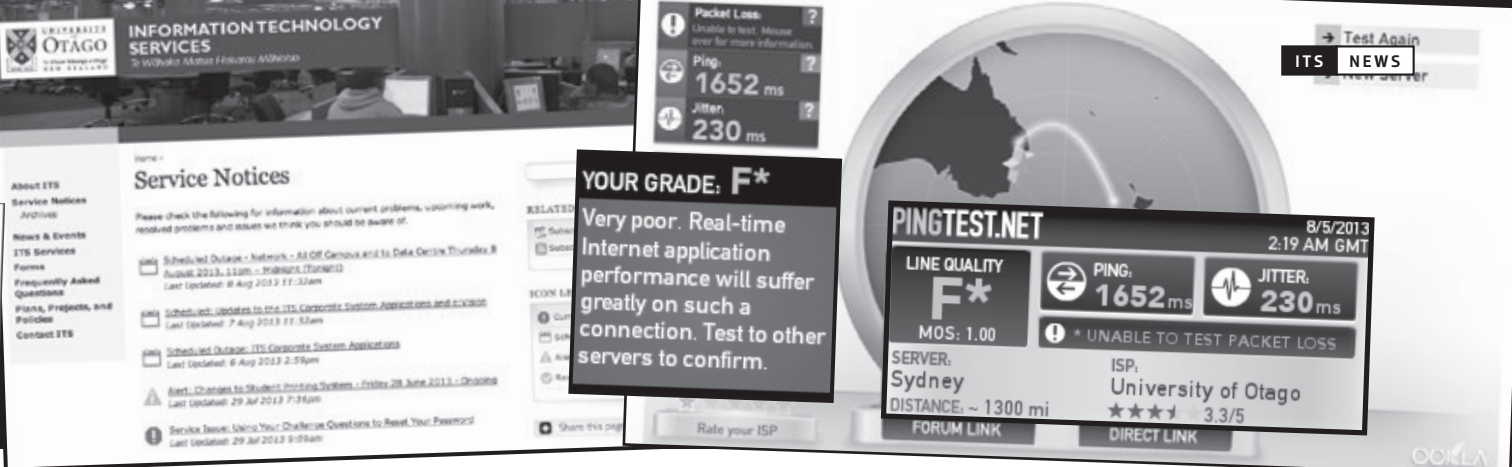 UNIVERSITY
of
OTAGO
NEW ZEALAND
INFORMATION TECHNOLOGY
SERVICES
Home
About ITS
Service Notices
Archives
News & Events
ITS Services
Forms
Frequently Asked
Questions
Plans, Projects, and
Policies
Contact ITS
Service Notices
Please check the following for information about current problems, upcoming work,
resolved problems and issues we think you should be aware of.
Scheduled Outage - Network - All Off Campus and to Data Centre Thursday 8
August 2013, 11pm - Midnight (Tonight)
Last Updated: 8 Aug 2013 11:32am
Scheduled: Updates to the ITS Corporate System Applications and eVision
Last Updated: 7 Aug 2013 11:52am
Scheduled Outage: ITS Corporate System Applications
Last Updated: 6 Aug 2013 2:59pm
Alert: Changes to Student Printing System - Friday 28 June 2013 - Ongoing
Last Updated: 29 Jul 2013 7:36pm
Service Issue: Using Your Challenge Questions to Reset Your Password
Last Updated: 29 Jul 2013 9:09am
RELATED
ICON LE
Share this pag
Packet Loss: ?
Unable to test. Mouse
over for more information.
Ping: ?
1652 ms
Jitter: ?
230 ms
YOUR GRADE: F*
Very poor. Real-time
Internet application
performance will suffer
greatly on such a
connection. Test to other
servers to confirm.
Test Again
New Server
ITS NEWS
PINGTEST.NET
8/5/2013
2:19 AM GMT
LINE QUALITY
F*
MOS: 1.00
PING:
1652 ms
JITTER:
230 ms
* UNABLE TO TEST PACKET LOSS
SERVER:
Sydney
DISTANCE: ~ 1300 mi
ISP:
University of Otago
3.3/5
Rate your ISP
FORUM LINK
DIRECT LINK
OOKLA